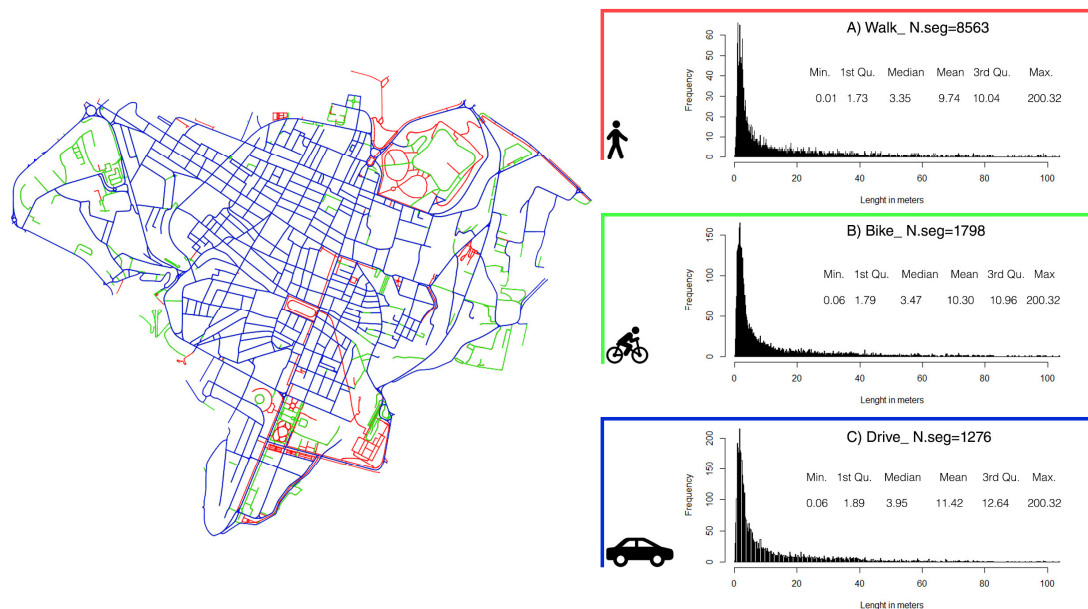 A) Walk_ N.seg=8563
Min. 1st Qu. Median Mean 3rd Qu. Max.
0.01 1.73 3.35 9.74 10.04 200.32
Frequency
60
50
40
30
20
10
0
0 20 40 60 80 100
Lenght in meters
B) Bike_ N.seg=1798
Min. 1st Qu. Median Mean 3rd Qu. Max
0.06 1.79 3.47 10.30 10.96 200.32
Frequency
150
100
50
0
0 20 40 60 80 100
Lenght in meters
C) Drive_ N.seg=1276
Min. 1st Qu. Median Mean 3rd Qu. Max.
0.06 1.89 3.95 11.42 12.64 200.32
Frequency
200
150
100
50
0
0 20 40 60 80 100
Lenght in meters